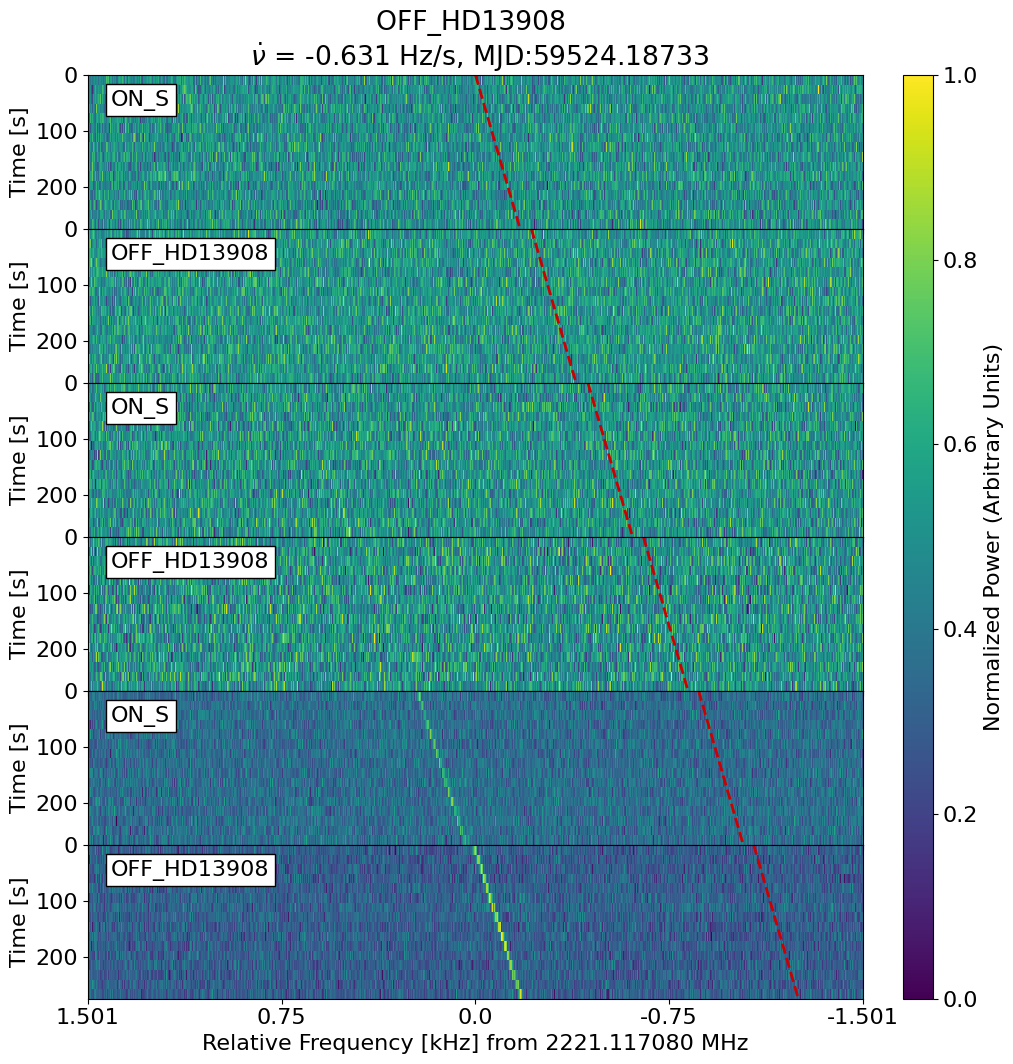 OFF_HD13908
ν̇ = -0.631 Hz/s, MJD:59524.18733
0
ON_S
100
200
Time [s]
0
OFF_HD13908
100
200
Time [s]
0
ON_S
100
200
Time [s]
0
OFF_HD13908
100
200
Time [s]
0
ON_S
100
200
Time [s]
0
OFF_HD13908
100
200
Time [s]
1.501 0.75 0.0 -0.75 -1.501
Relative Frequency [kHz] from 2221.117080 MHz
1.0
0.8
0.6
0.4
0.2
0.0
Normalized Power (Arbitrary Units)